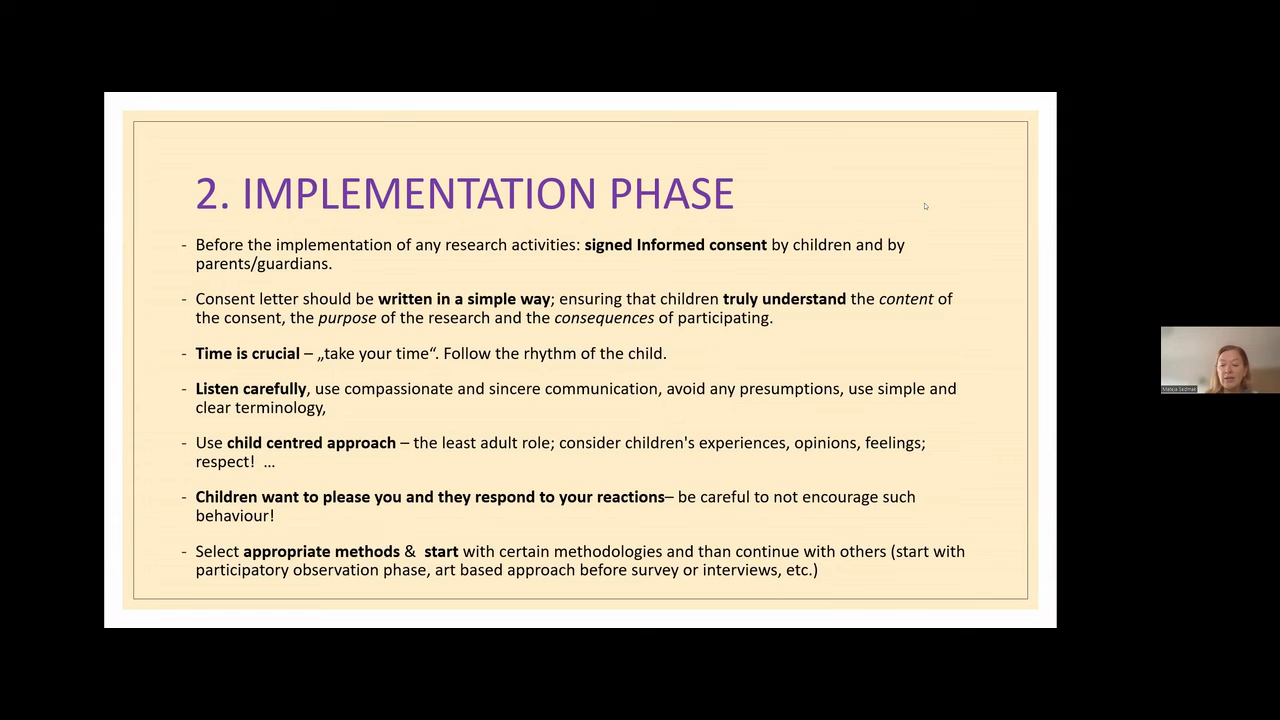 2. IMPLEMENTATION PHASE
- Before the implementation of any research activities: signed Informed consent by children and by
parents/guardians.
- Consent letter should be written in a simple way; ensuring that children truly understand the content of
the consent, the purpose of the research and the consequences of participating.
- Time is crucial – „take your time“. Follow the rhythm of the child.
- Listen carefully, use compassionate and sincere communication, avoid any presumptions, use simple and
clear terminology,
- Use child centred approach – the least adult role; consider children's experiences, opinions, feelings;
respect!  …
- Children want to please you and they respond to your reactions– be careful to not encourage such
behaviour!
- Select appropriate methods &  start with certain methodologies and than continue with others (start with
participatory observation phase, art based approach before survey or interviews, etc.)
Mateja Sedmak